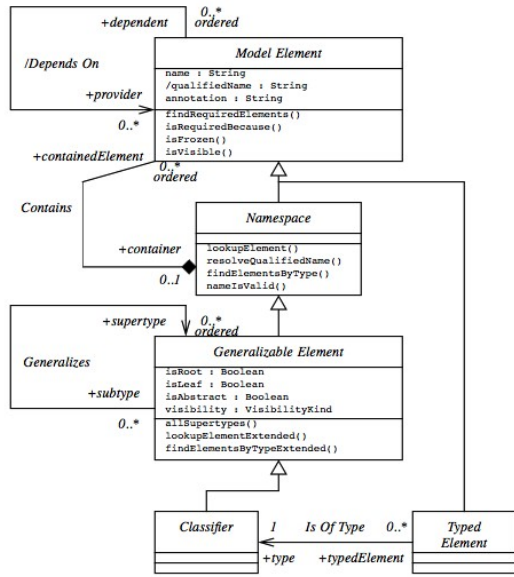 +dependent
0..*
ordered
Model Element
/Depends On
name : String
/qualifiedName : String
annotation : String
+provider
0..*
findRequiredElements()
isRequiredBecause()
isFrozen()
isVisible()
+containedElement
0..*
ordered
Contains
Namespace
+container
0..1
lookupElement()
resolveQualifiedName()
findElementsByType()
nameIsValid()
+supertype
0..*
ordered
Generalizable Element
Generalizes
isRoot : Boolean
isLeaf : Boolean
isAbstract : Boolean
visibility : VisibilityKind
+subtype
0..*
allSupertypes()
lookupElementExtended()
findElementsByTypeExtended()
Classifier
1
Is Of Type
0..*
Typed
Element
+type
+typedElement